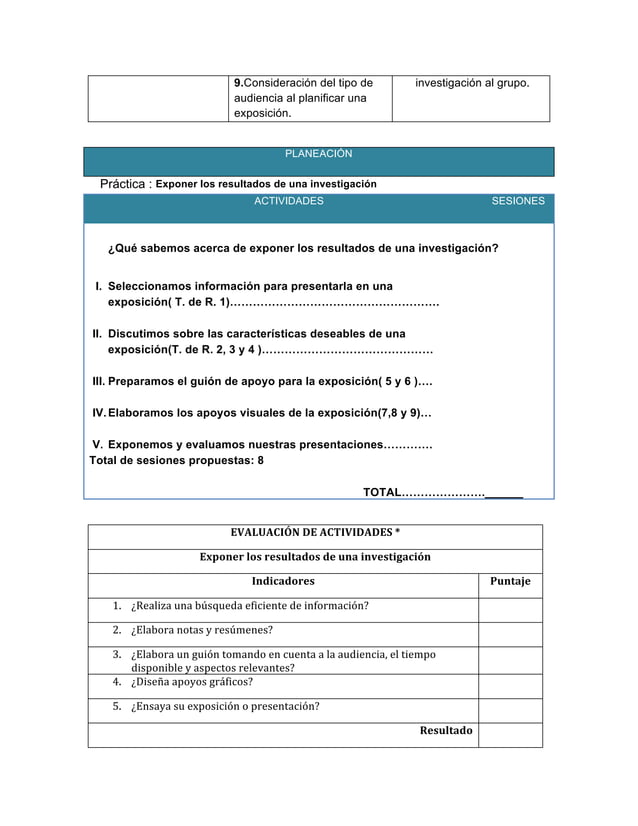 9.Consideración del tipo de
audiencia al planificar una
exposición.
investigación al grupo.
PLANEACIÓN
Práctica : Exponer los resultados de una investigación
ACTIVIDADES SESIONES
¿Qué sabemos acerca de exponer los resultados de una investigación?
I. Seleccionamos información para presentarla en una
exposición( T. de R. 1)……………………………………………….
II. Discutimos sobre las características deseables de una
exposición(T. de R. 2, 3 y 4 )………………………………………
III. Preparamos el guión de apoyo para la exposición( 5 y 6 )….
IV. Elaboramos los apoyos visuales de la exposición(7,8 y 9)…
V. Exponemos y evaluamos nuestras presentaciones………….
Total de sesiones propuestas: 8
TOTAL………………….______
EVALUACIÓN DE ACTIVIDADES *
Exponer los resultados de una investigación
Indicadores Puntaje
1. ¿Realiza una búsqueda eficiente de información?
2. ¿Elabora notas y resúmenes?
3. ¿Elabora un guión tomando en cuenta a la audiencia, el tiempo
disponible y aspectos relevantes?
4. ¿Diseña apoyos gráficos?
5. ¿Ensaya su exposición o presentación?
Resultado